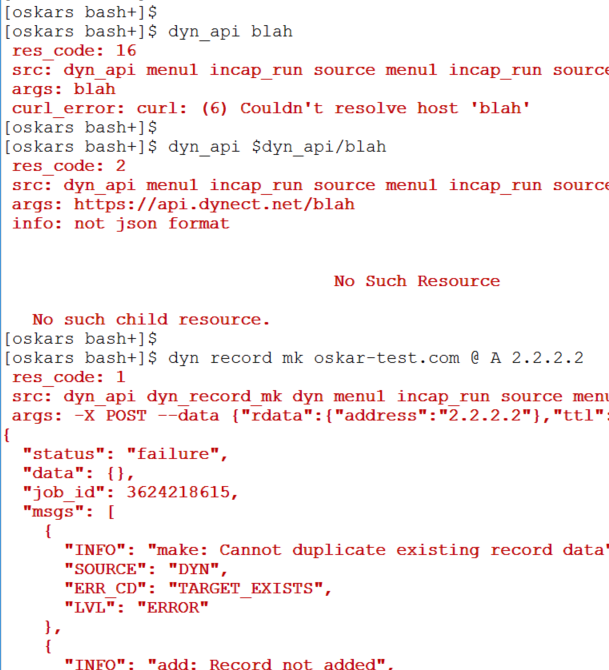 [oskars bash+]$
[oskars bash+]$ dyn_api blah
res_code: 16
src: dyn_api menu1 incap_run source menu1 incap_run source
args: blah
curl_error: curl: (6) Couldn't resolve host 'blah'
[oskars bash+]$
[oskars bash+]$ dyn_api $dyn_api/blah
res_code: 2
src: dyn_api menu1 incap_run source menu1 incap_run source
args: https://api.dynect.net/blah
info: not json format
No Such Resource
No such child resource.
[oskars bash+]$
[oskars bash+]$ dyn record mk oskar-test.com @ A 2.2.2.2
res_code: 1
src: dyn_api dyn_record_mk dyn menu1 incap_run source menu
args: -X POST --data {"rdata":{"address":"2.2.2.2"},"ttl":
{
"status": "failure",
"data": {},
"job_id": 3624218615,
"msgs": [
{
"INFO": "make: Cannot duplicate existing record data"
"SOURCE": "DYN",
"ERR_CD": "TARGET_EXISTS",
"LVL": "ERROR"
},
{
"INFO": "add: Record not added",